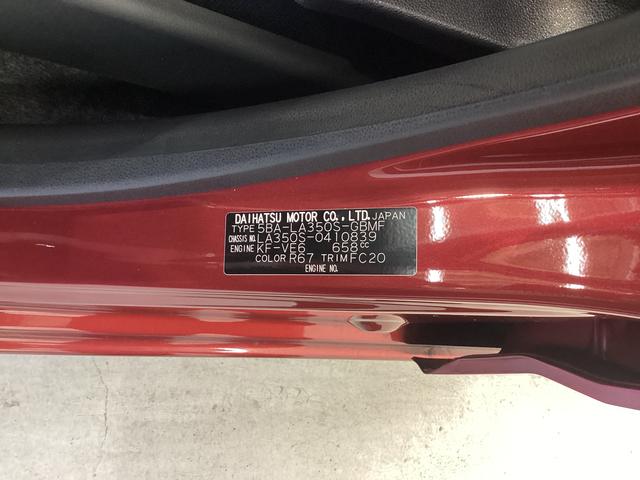 DAIHATSU MOTOR CO., LTD. JAPAN
TYPE 5BA-LA350S-GBMF
CHASSIS NO. LA350S-0410839
ENGINE KF-VE6 658cc
COLOR R67 TRIM FC20
ENGINE NO.